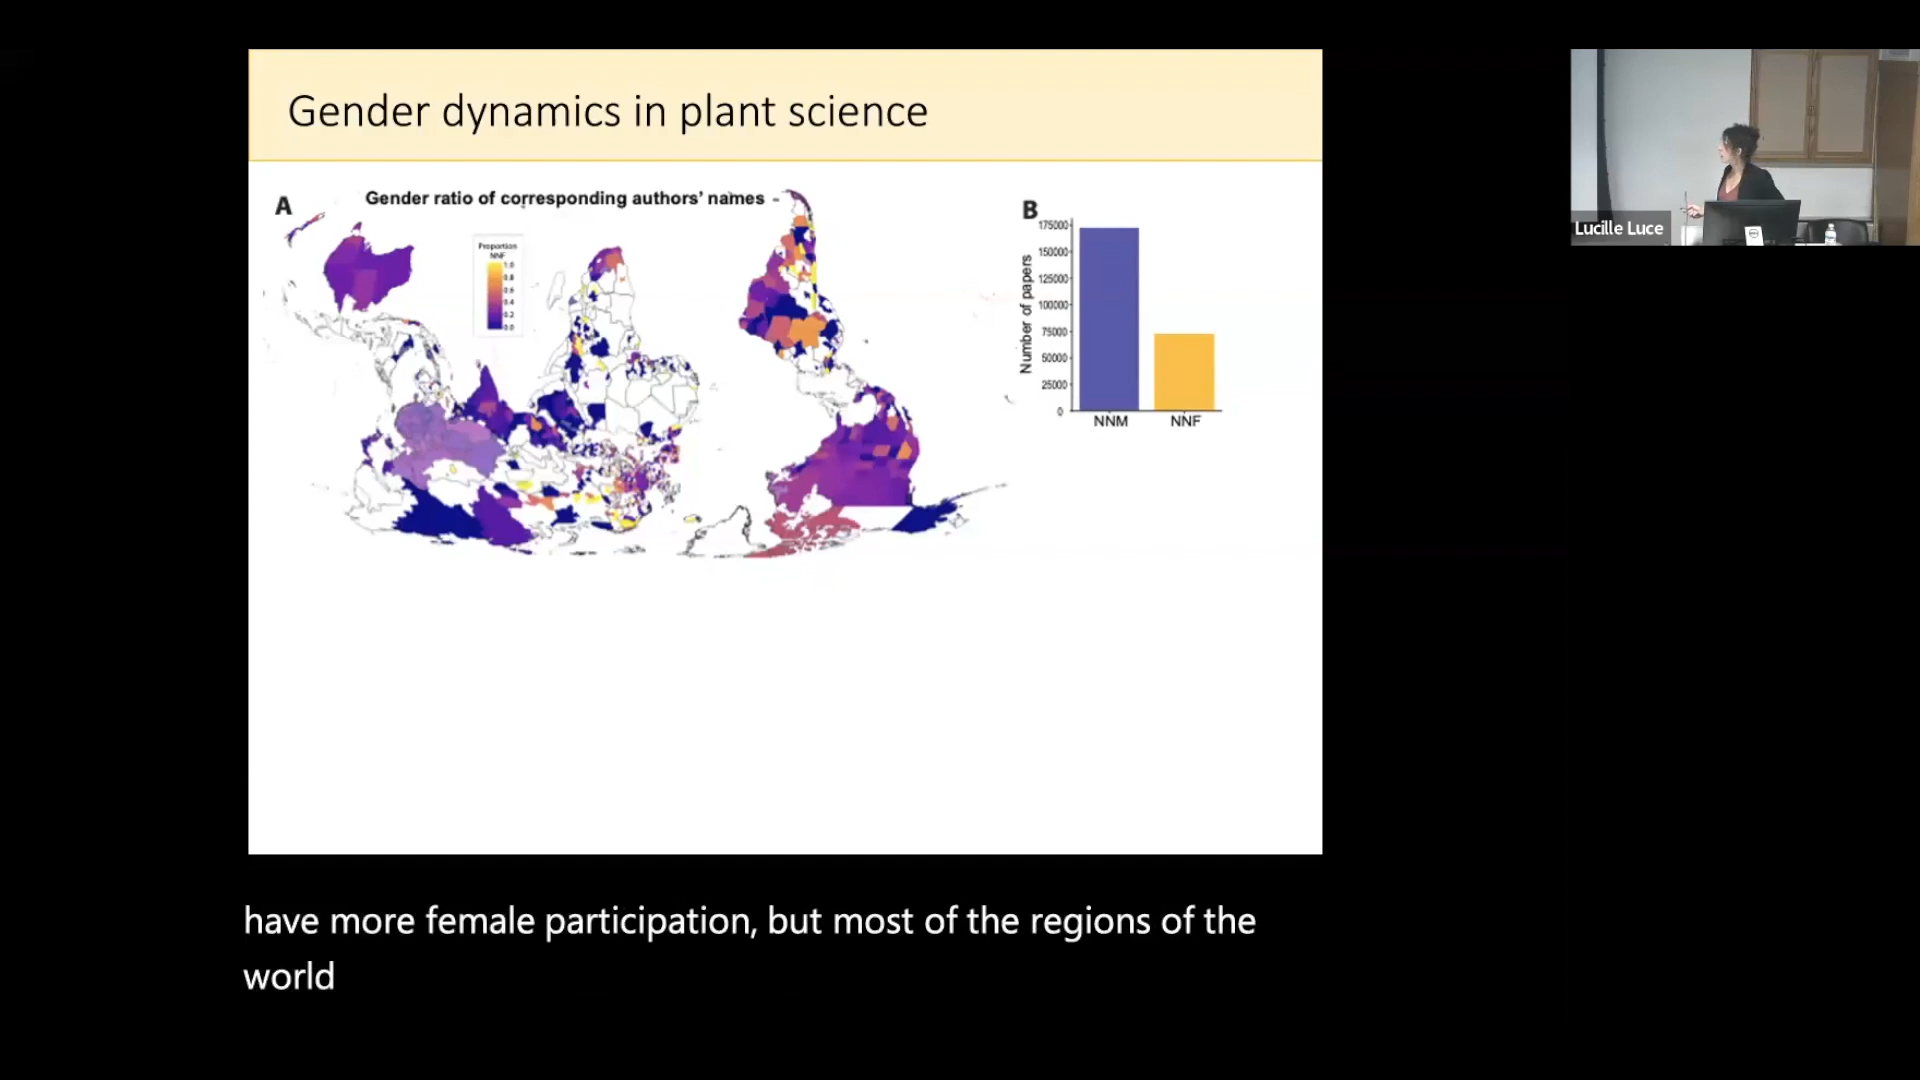 Gender dynamics in plant science
A
Gender ratio of corresponding authors' names -
Proportion
NNF
1.0
0.8
0.6
0.4
0.2
0.0
B
Number of papers
175000
150000
125000
100000
75000
50000
25000
0
NNM
NNF
Lucille Luce
have more female participation, but most of the regions of the
world